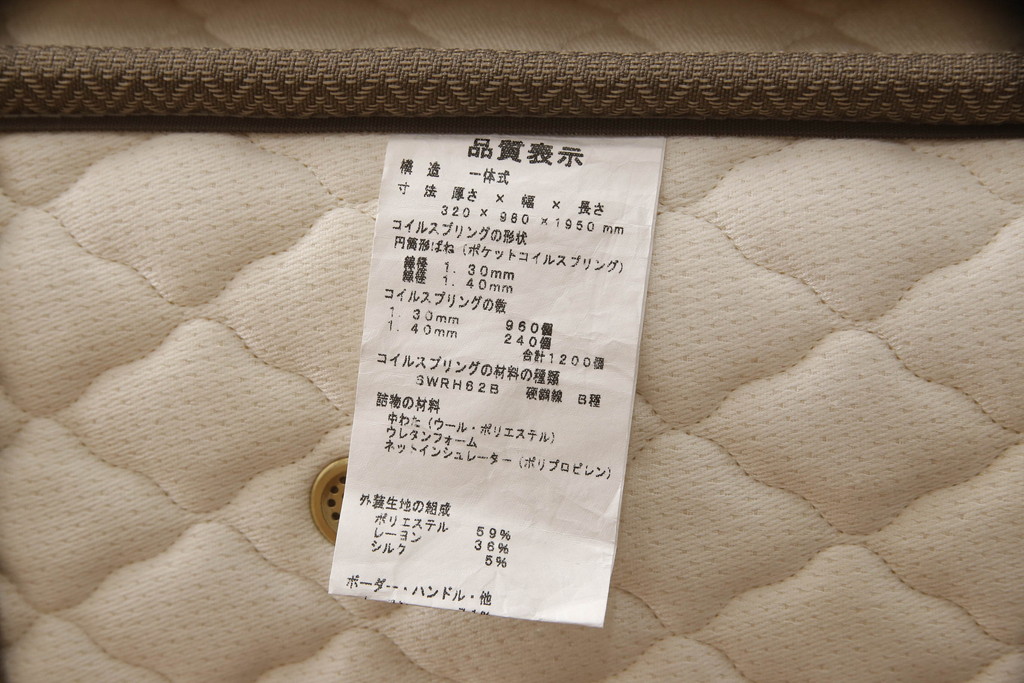 品質表示
構造 一体式
寸法 厚さ × 幅 × 長さ
320 × 980 × 1950 mm
コイルスプリングの形状
円筒形ばね(ポケットコイルスプリング)
線径 1.30mm
線径 1.40mm
コイルスプリングの数
1.30mm 960個
1.40mm 240個
合計1200個
コイルスプリングの材料の種類
SWRH62B 硬鋼線 B種
詰物の材料
中わた(ウール・ポリエステル)
ウレタンフォーム
ネットインシュレーター(ポリプロピレン)
外装生地の組成
ポリエステル 59%
レーヨン 36%
シルク 5%
ボーダー・ハンドル・他